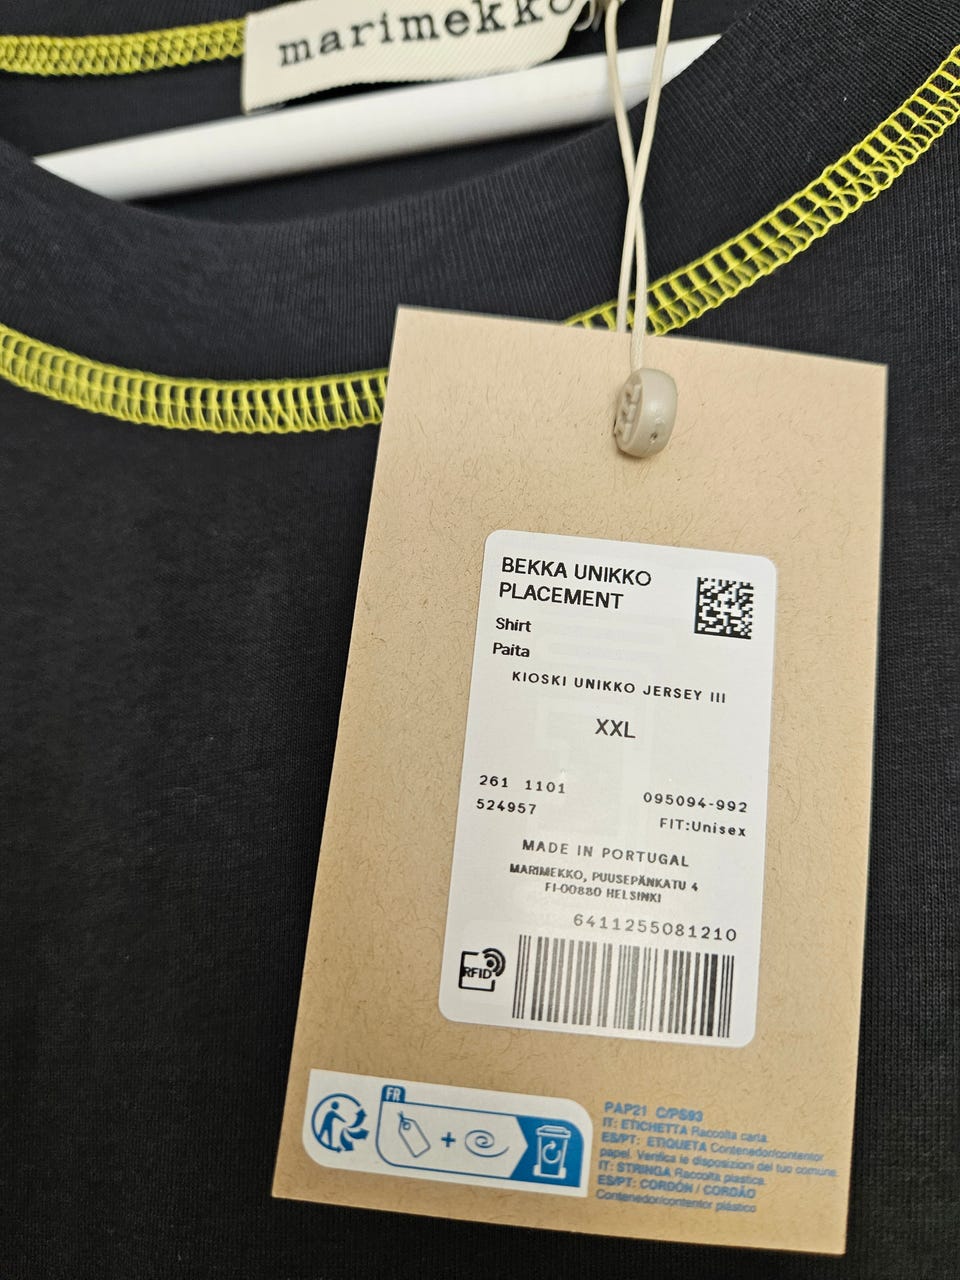 marimekko
BEKKA UNIKKO
PLACEMENT
Shirt
Paita
KIOSKI UNIKKO JERSEY III
XXL
261 1101
524957
095094-992
FIT:Unisex
MADE IN PORTUGAL
MARIMEKKO, PUUSEPÄNKATU 4
FI-00880 HELSINKI
6411255081210
RFID
FR
PAP21 C/PS93
IT: ETICHETTA Raccolta carta.
ES/PT: ETIQUETA Contenedor/contentor
papel. Verifica le disposizioni del tuo comune.
IT: STRINGA Raccolta plastica.
ES/PT: CORDÓN / CORDÃO
Contenedor/contentor plástico